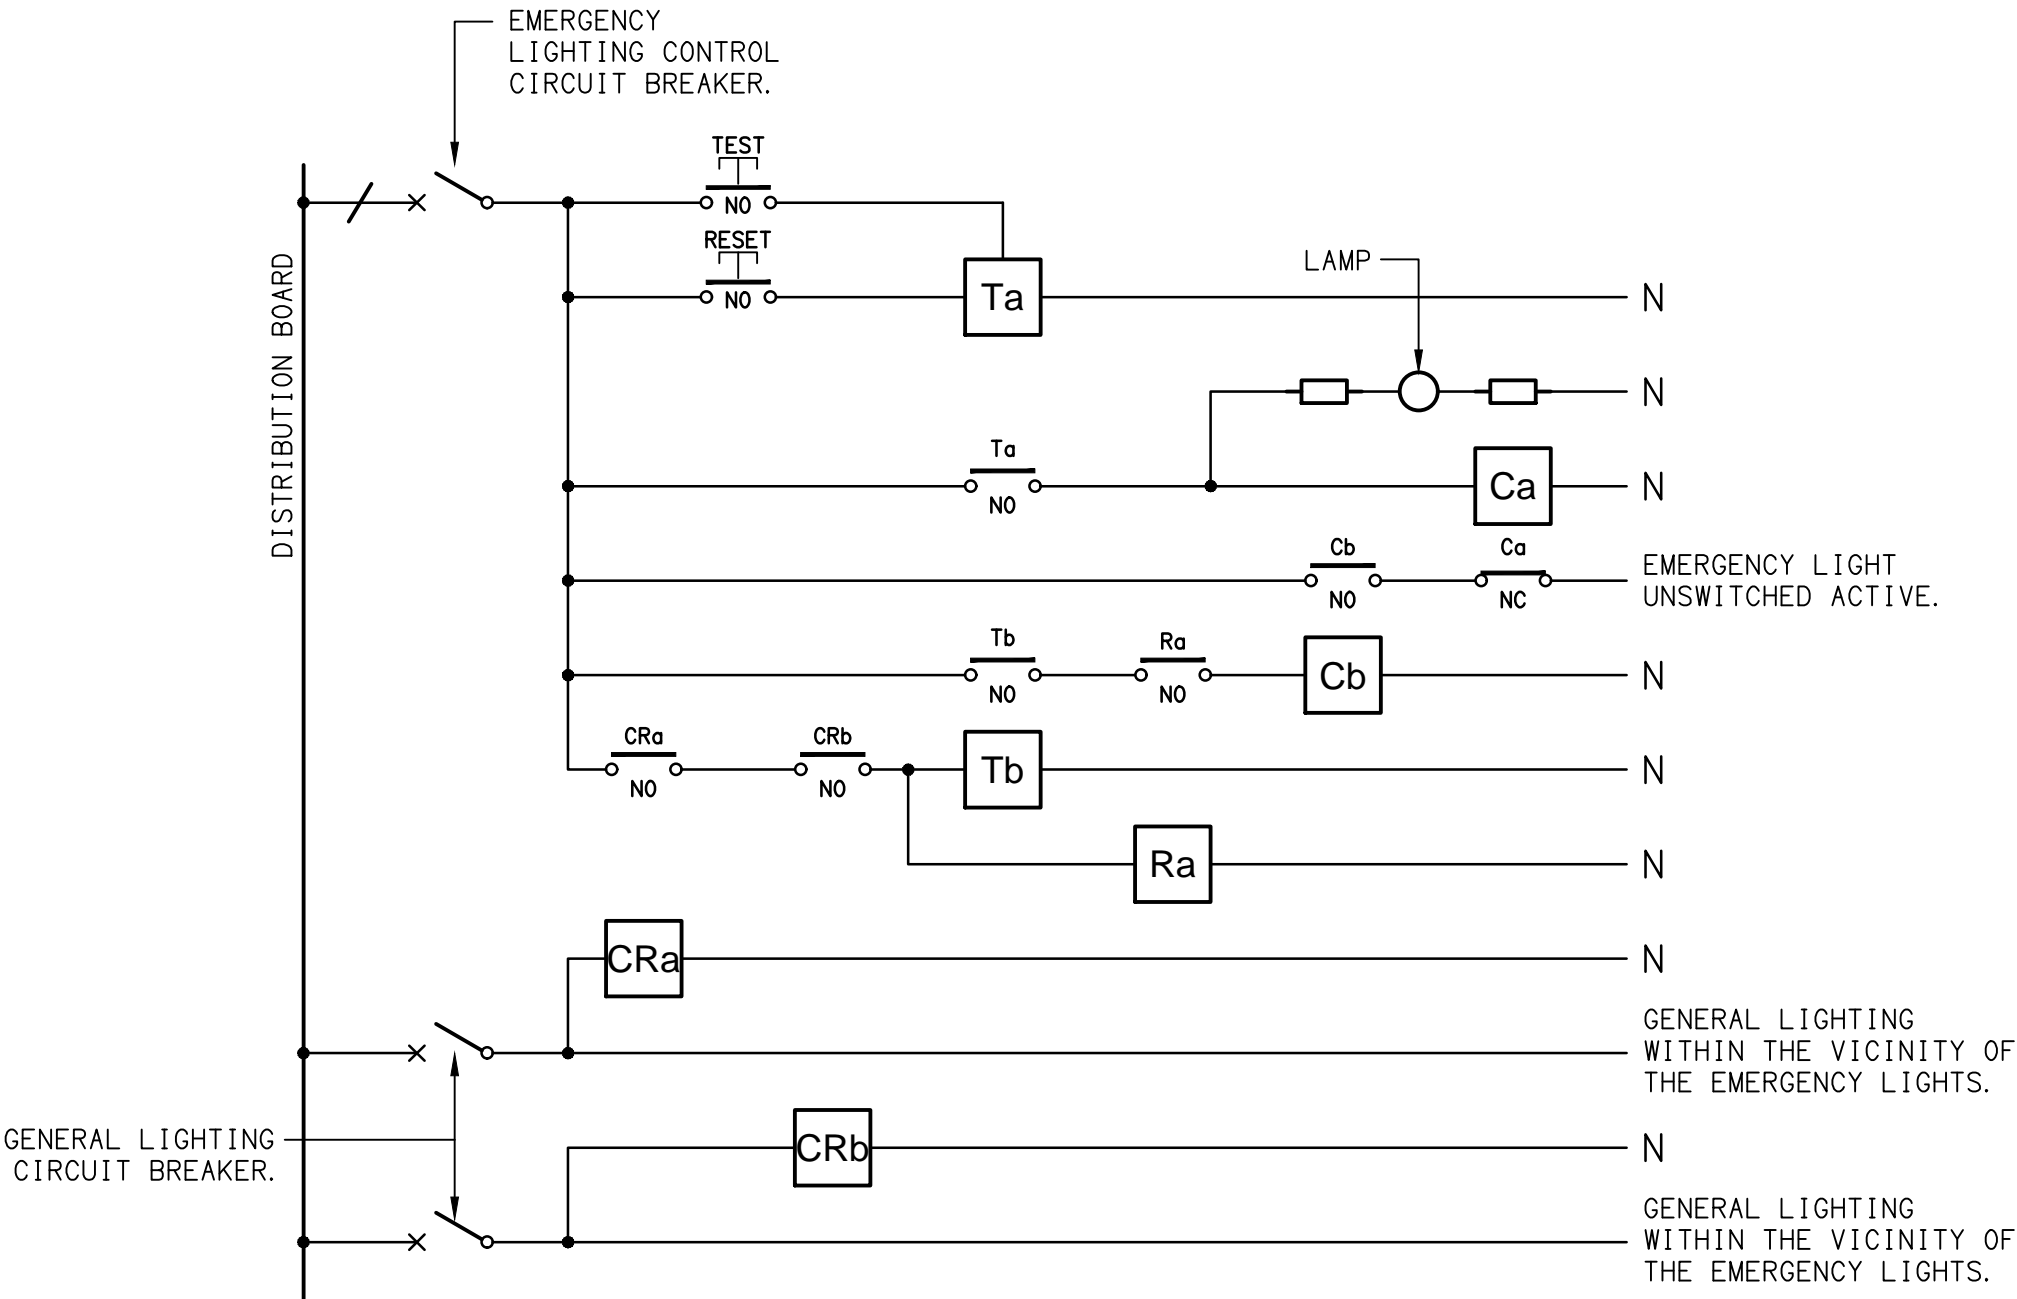 EMERGENCY
LIGHTING CONTROL
CIRCUIT BREAKER.
TEST
NO
RESET
NO
DISTRIBUTION BOARD
Ta
N
LAMP
N
Ta
NO
Ca
N
Cb
NO
Ca
NC
EMERGENCY LIGHT
UNSWITCHED ACTIVE.
Tb
NO
Ra
NO
Cb
N
CRa
NO
CRb
NO
Tb
N
Ra
N
CRa
N
GENERAL LIGHTING
WITHIN THE VICINITY OF
THE EMERGENCY LIGHTS.
GENERAL LIGHTING
CIRCUIT BREAKER.
CRb
N
GENERAL LIGHTING
WITHIN THE VICINITY OF
THE EMERGENCY LIGHTS.